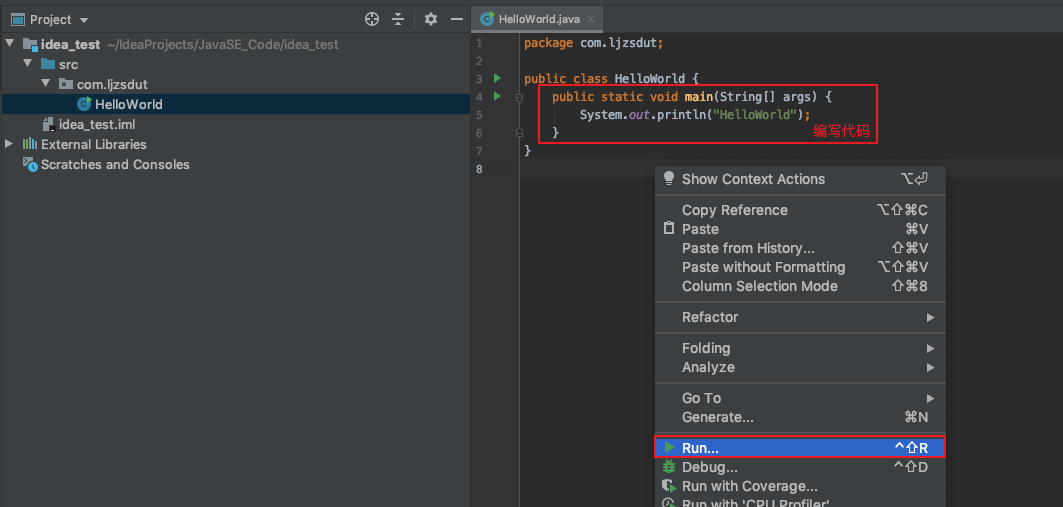 Project
idea_test ~/IdeaProjects/JavaSE_Code/idea_test
src
com.ljzsdut
HelloWorld
idea_test.iml
External Libraries
Scratches and Consoles
HelloWorld.java
1 package com.ljzsdut;
2
3 public class HelloWorld {
4 public static void main(String[] args) {
5 System.out.println("HelloWorld");
6 }
编写代码
7 }
8
Show Context Actions ⌥⏎
Copy Reference ⌥⇧⌘C
Paste ⌘V
Paste from History... ⇧⌘V
Paste without Formatting ⌥⇧⌘V
Column Selection Mode ⇧⌘8
Refactor
Folding
Analyze
Go To
Generate... ⌘N
Run... ^⇧R
Debug... ^⇧D
Run with Coverage...
Run with 'CPU Profiler'